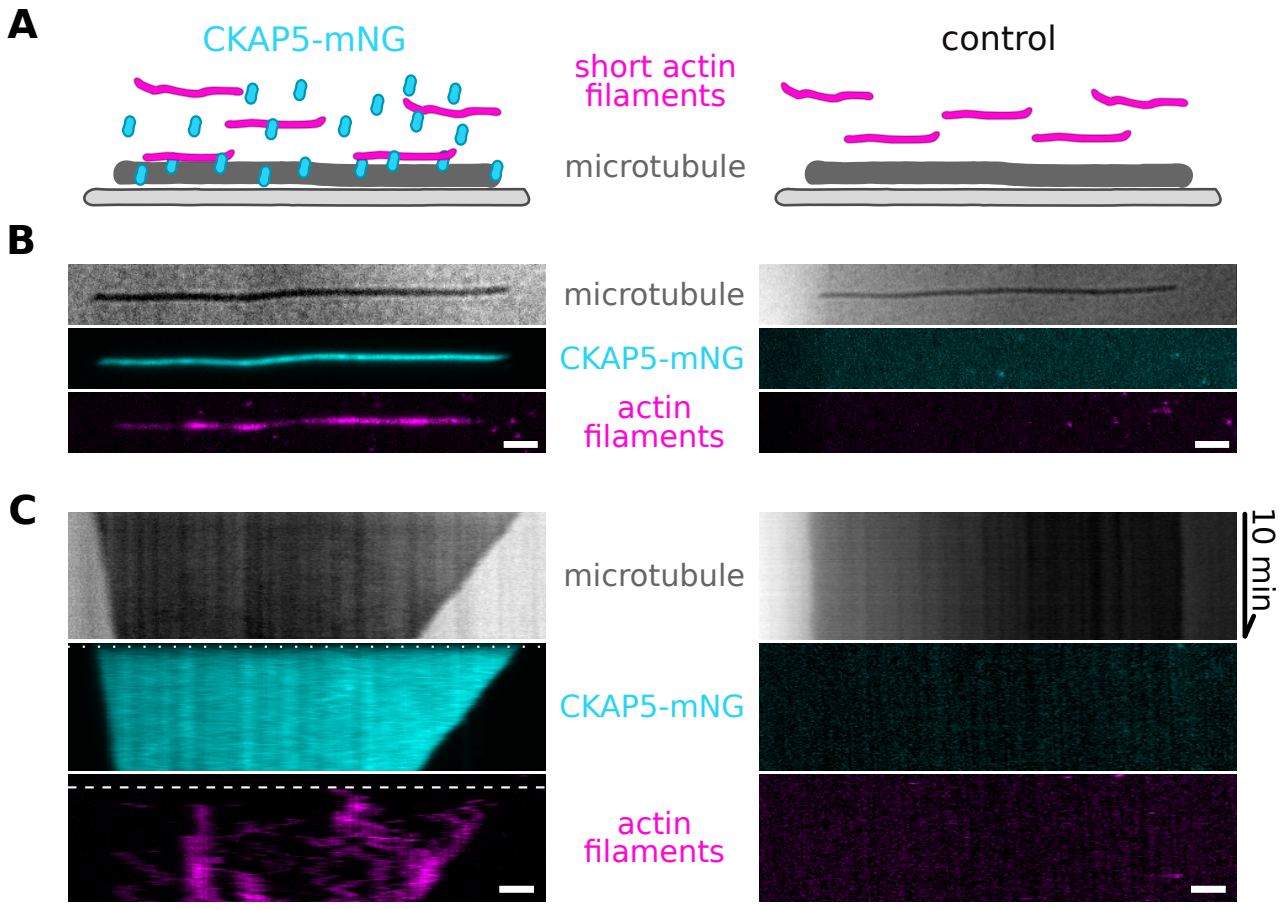 A
CKAP5-mNG
control
short actin
filaments
microtubule
B
microtubule
CKAP5-mNG
actin
filaments
C
microtubule
10 min
CKAP5-mNG
actin
filaments